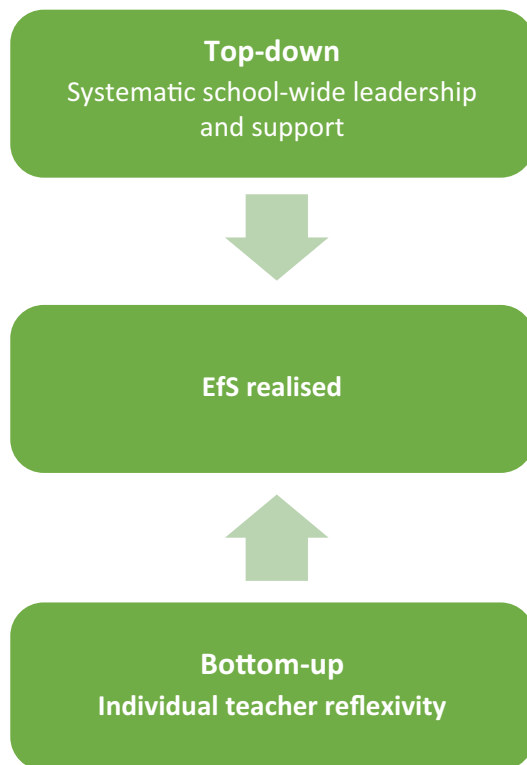 Top-down
Systematic school-wide leadership
and support
EfS realised
Bottom-up
Individual teacher reflexivity